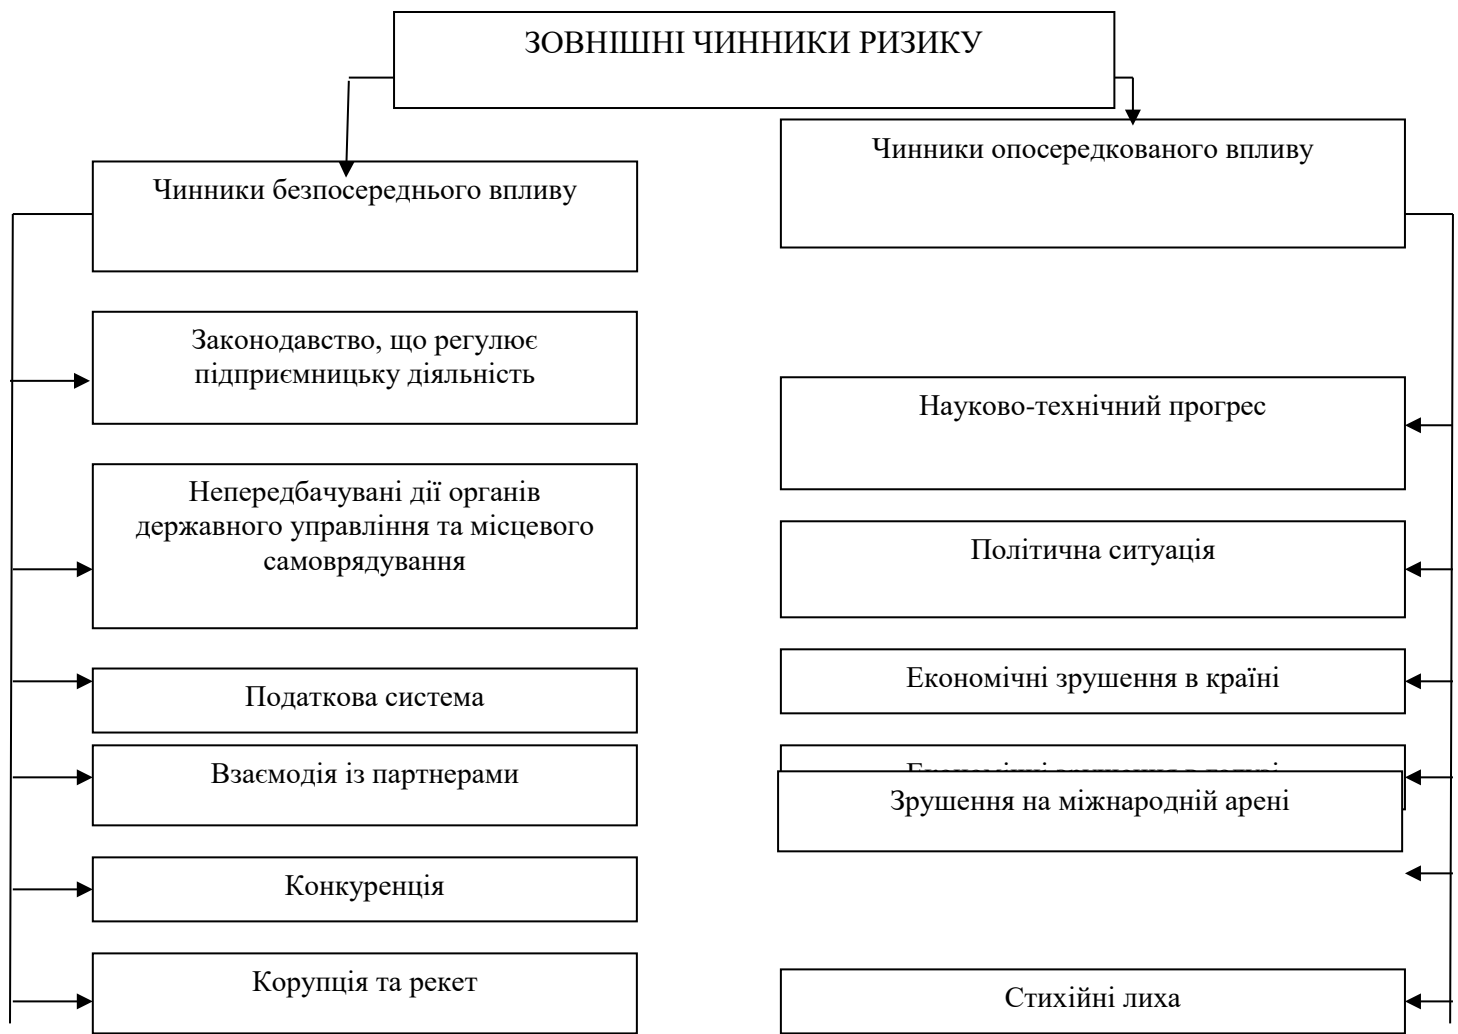 ЗОВНІШНІ ЧИННИКИ РИЗИКУ
Чинники безпосереднього впливу
Законодавство, що регулює
підприємницьку діяльність
Непередбачувані дії органів
державного управління та місцевого
самоврядування
Податкова система
Взаємодія із партнерами
Конкуренція
Корупція та рекет
Чинники опосередкованого впливу
Науково-технічний прогрес
Політична ситуація
Економічні зрушення в країні
Зрушення на міжнародній арені
Стихійні лиха